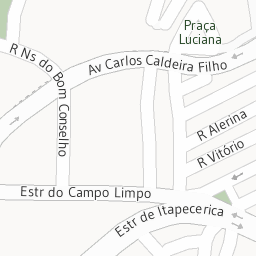 Praça
Luciana
R Ns do Bom Conselho
Av Carlos Caldeira Filho
R Alerina
R Vitório
Estr do Campo Limpo
Estr de Itapecerica